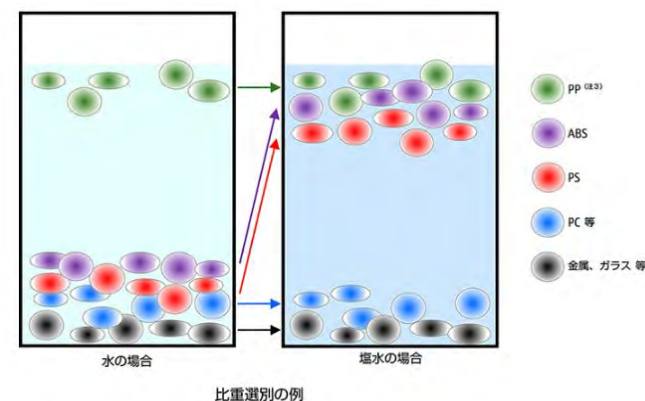 PP (注3)
ABS
PS
PC 等
金属、ガラス 等
水の場合
塩水の場合
比重選別の例